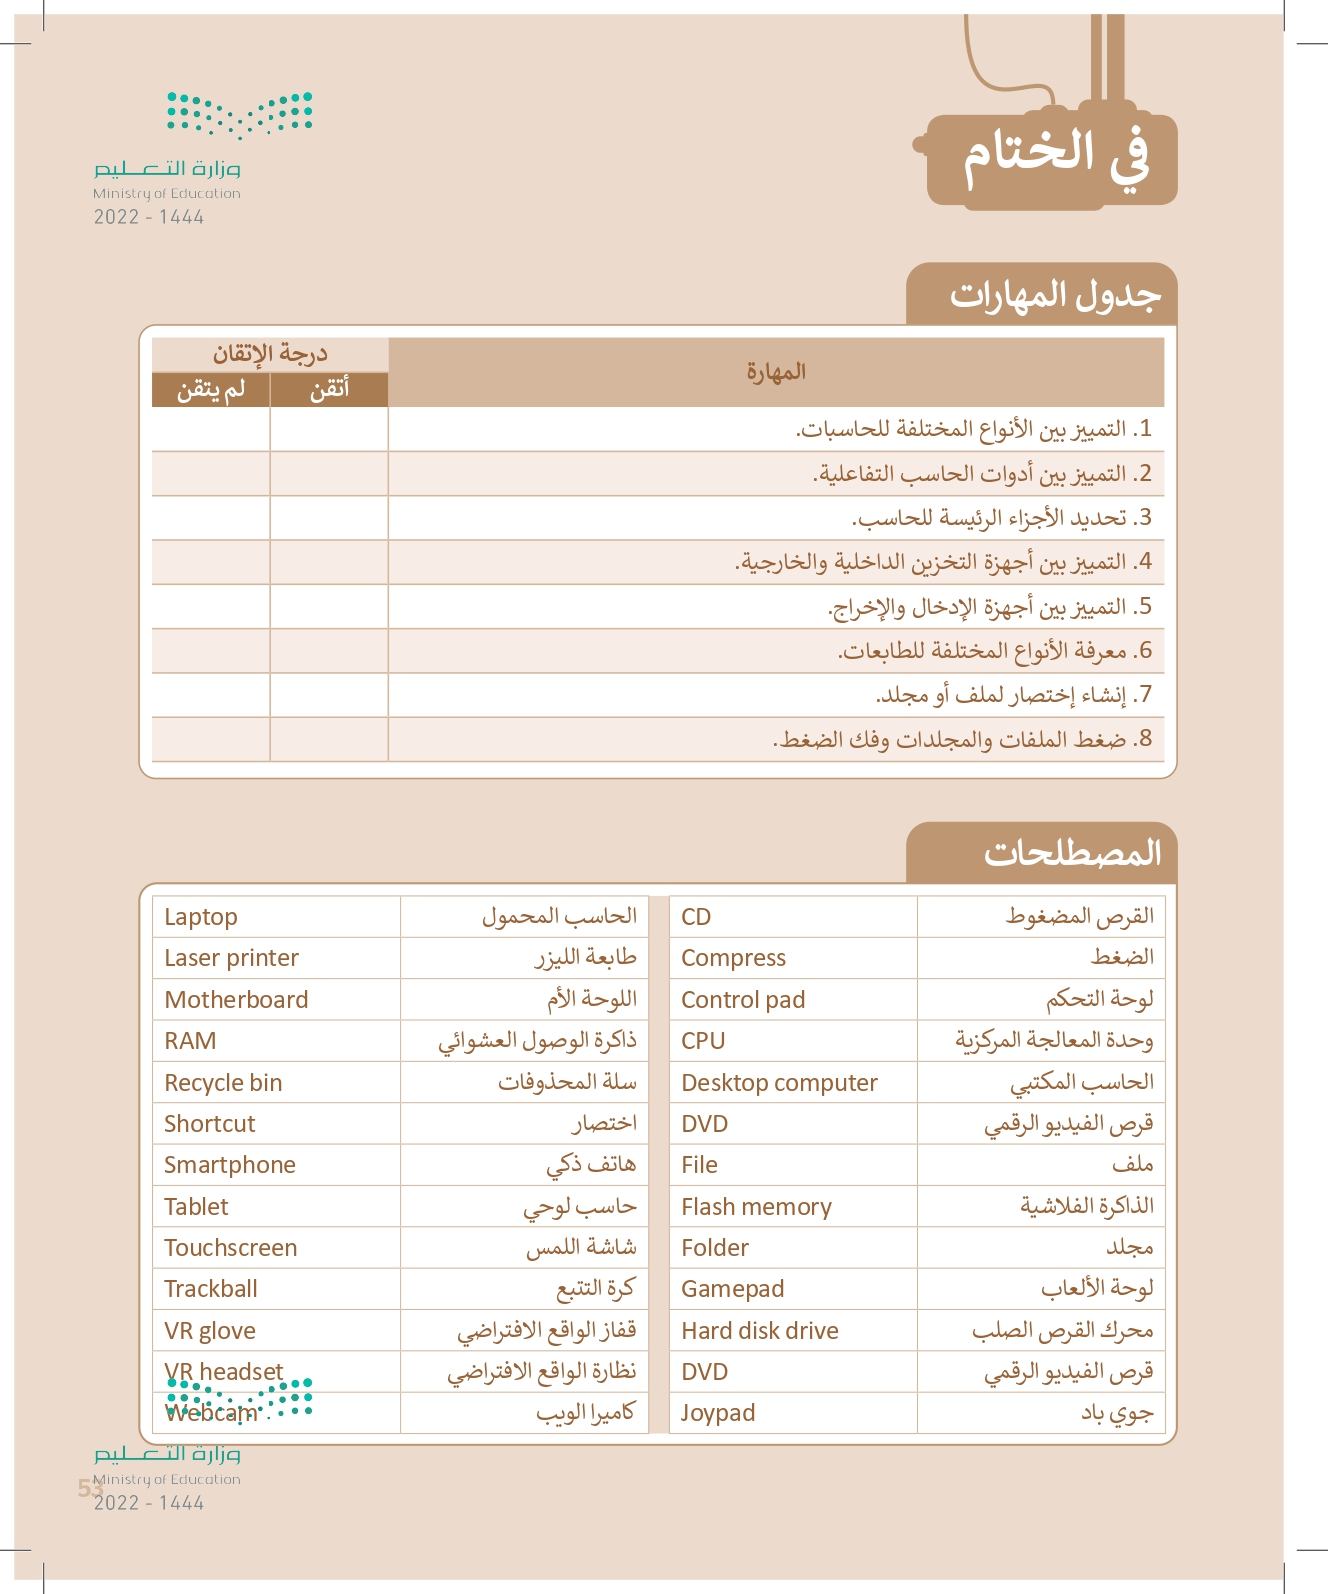 في الختام
وزارة التعليم
Ministry of Education
2022 - 1444
جدول المهارات
المهارة
درجة الإتقان
أتقن
لم يتقن
1. التمييز بين الأنواع المختلفة للحاسبات.
2. التمييز بين أدوات الحاسب التفاعلية.
3. تحديد الأجزاء الرئيسة للحاسب.
4. التمييز بين أجهزة التخزين الداخلية والخارجية.
5. التمييز بين أجهزة الإدخال والإخراج.
6. معرفة الأنواع المختلفة للطابعات.
7. إنشاء إختصار لملف أو مجلد.
8. ضغط الملفات والمجلدات وفك الضغط.
المصطلحات
القرص المضغوط CD الحاسب المحمول Laptop
الضغط Compress طابعة الليزر Laser printer
لوحة التحكم Control pad اللوحة الأم Motherboard
وحدة المعالجة المركزية CPU ذاكرة الوصول العشوائي RAM
الحاسب المكتبي Desktop computer سلة المحذوفات Recycle bin
قرص الفيديو الرقمي DVD اختصار Shortcut
ملف File هاتف ذكي Smartphone
الذاكرة الفلاشية Flash memory حاسب لوحي Tablet
مجلد Folder شاشة اللمس Touchscreen
لوحة الألعاب Gamepad كرة التتبع Trackball
محرك القرص الصلب Hard disk drive قفاز الواقع الافتراضي VR glove
قرص الفيديو الرقمي DVD نظارة الواقع الافتراضي VR headset
جوي باد Joypad كاميرا الويب Webcam
وزارة التعليم
Ministry of Education
2022 - 1444
53